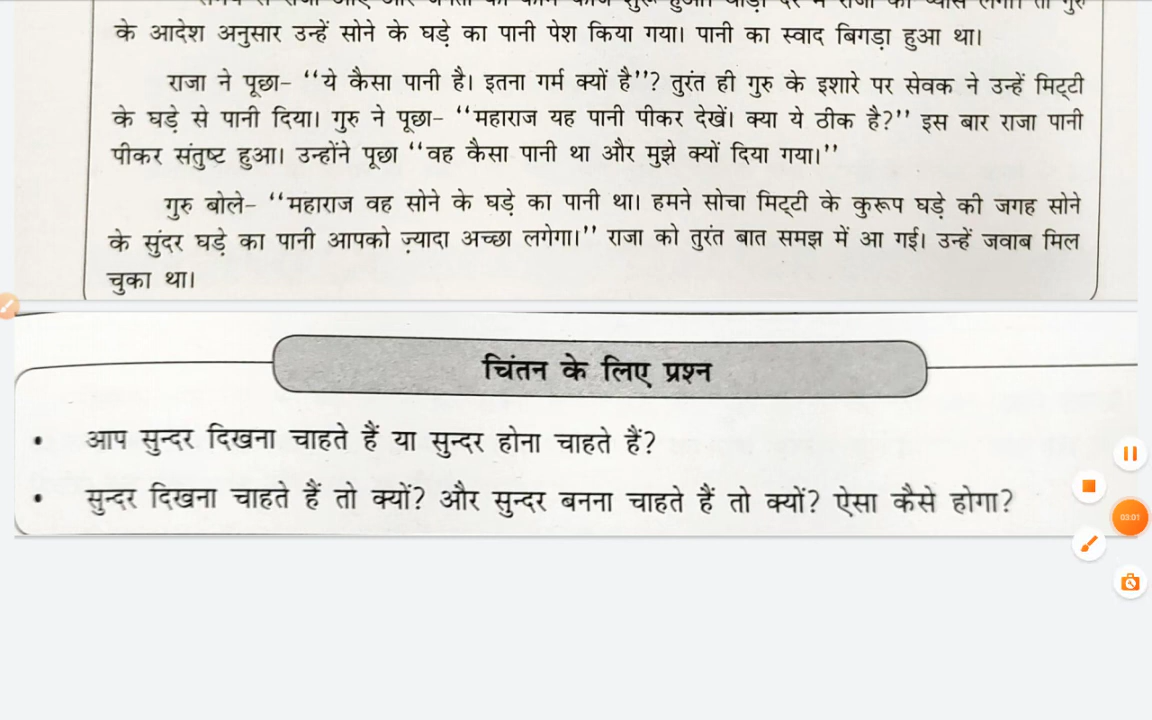 के आदेश अनुसार उन्हें सोने के घड़े का पानी पेश किया गया। पानी का स्वाद बिगड़ा हुआ था।
राजा ने पूछा- ‘‘ये कैसा पानी है। इतना गर्म क्यों है’’? तुरंत ही गुरु के इशारे पर सेवक ने उन्हें मिट्टी
के घड़े से पानी दिया। गुरु ने पूछा- ‘‘महाराज यह पानी पीकर देखें। क्या ये ठीक है?’’ इस बार राजा पानी
पीकर संतुष्ट हुआ। उन्होंने पूछा ‘‘वह कैसा पानी था और मुझे क्यों दिया गया।’’
गुरु बोले- ‘‘महाराज वह सोने के घड़े का पानी था। हमने सोचा मिट्टी के कुरूप घड़े की जगह सोने
के सुंदर घड़े का पानी आपको ज़्यादा अच्छा लगेगा।’’ राजा को तुरंत बात समझ में आ गई। उन्हें जवाब मिल
चुका था।
चिंतन के लिए प्रश्न
• आप सुन्दर दिखना चाहते हैं या सुन्दर होना चाहते हैं?
• सुन्दर दिखना चाहते हैं तो क्यों? और सुन्दर बनना चाहते हैं तो क्यों? ऐसा कैसे होगा?
03:01